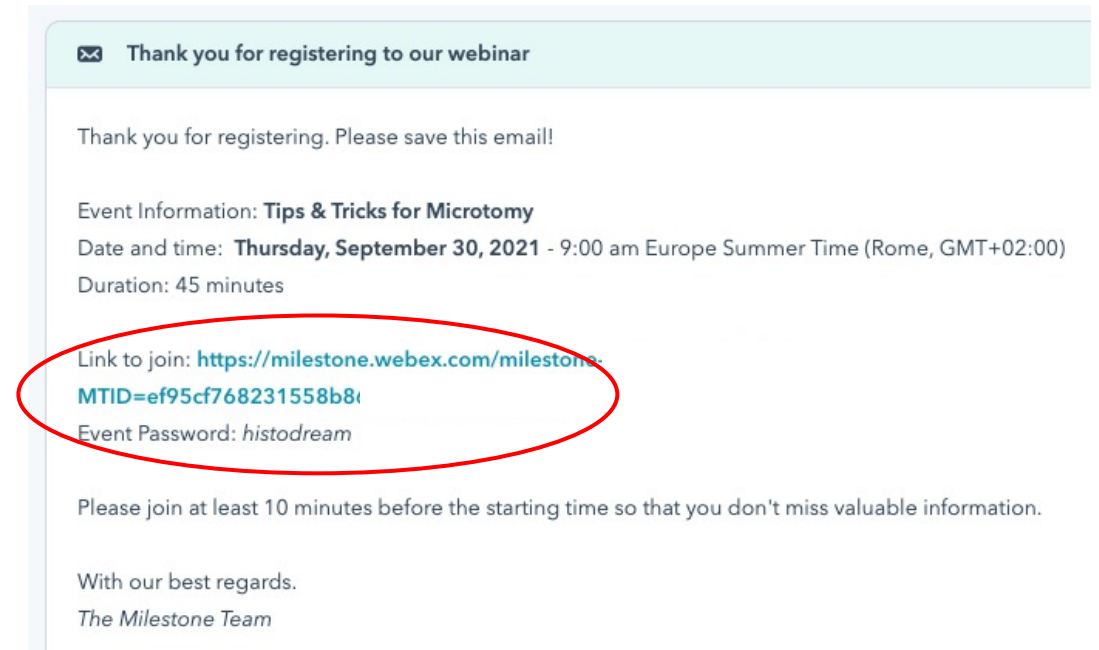 Thank you for registering to our webinar
Thank you for registering. Please save this email!
Event Information: Tips & Tricks for Microtomy
Date and time: Thursday, September 30, 2021 - 9:00 am Europe Summer Time (Rome, GMT+02:00)
Duration: 45 minutes
Link to join: https://milestone.webex.com/milestone-
MTID=ef95cf768231558b8
Event Password: histodream
Please join at least 10 minutes before the starting time so that you don't miss valuable information.
With our best regards.
The Milestone Team